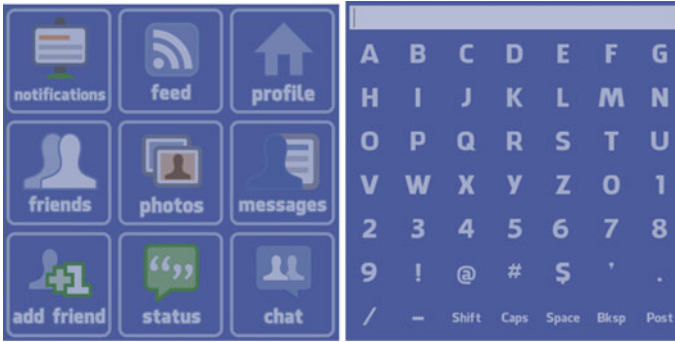 notifications feed profile
friends photos messages
+1
add friend status chat
A B C D E F G
H I J K L M N
O P Q R S T U
V W X Y Z 0 1
2 3 4 5 6 7 8
9 ! @ # $ ' .
/ - Shift Caps Space Bksp Post